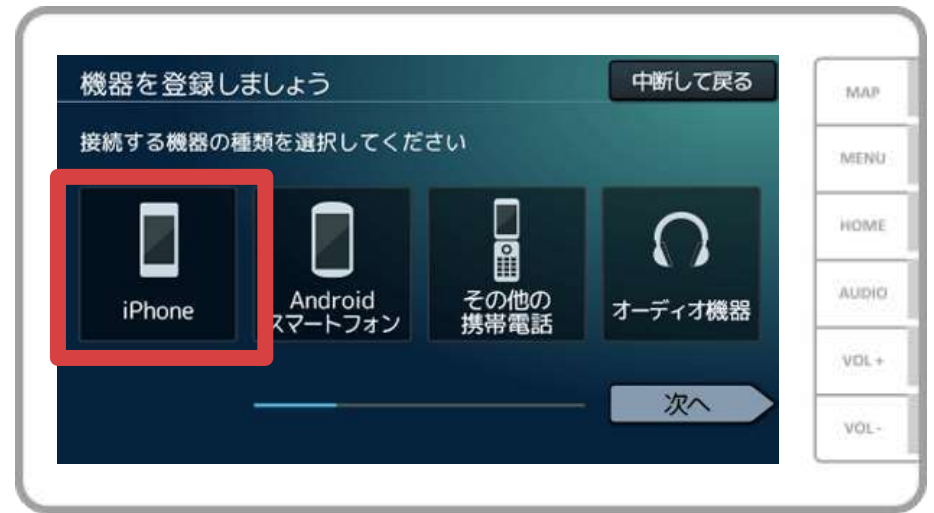 機器を登録しましょう
中断して戻る
接続する機器の種類を選択してください
iPhone
Android
スマートフォン
その他の
携帯電話
オーディオ機器
次へ
MAP
MENU
HOME
AUDIO
VOL +
VOL -